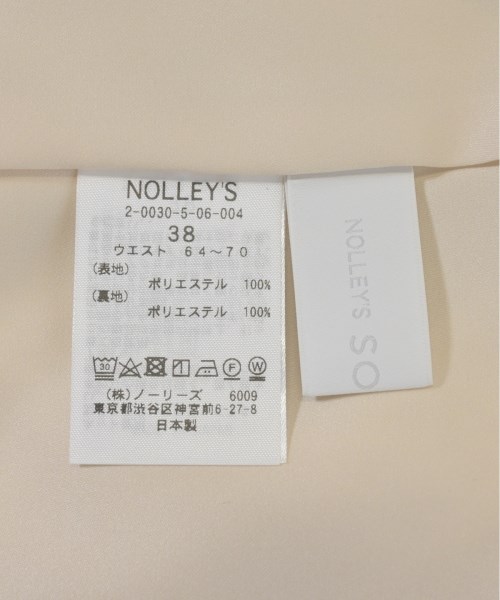 NOLLEY'S
2-0030-5-06-004
38
ウエスト 64～70
(表地)
ポリエステル 100%
(裏地)
ポリエステル 100%
30 F W
(株)ノーリーズ 6009
東京都渋谷区神宮前6-27-8
日本製
NOLLEY'S SO